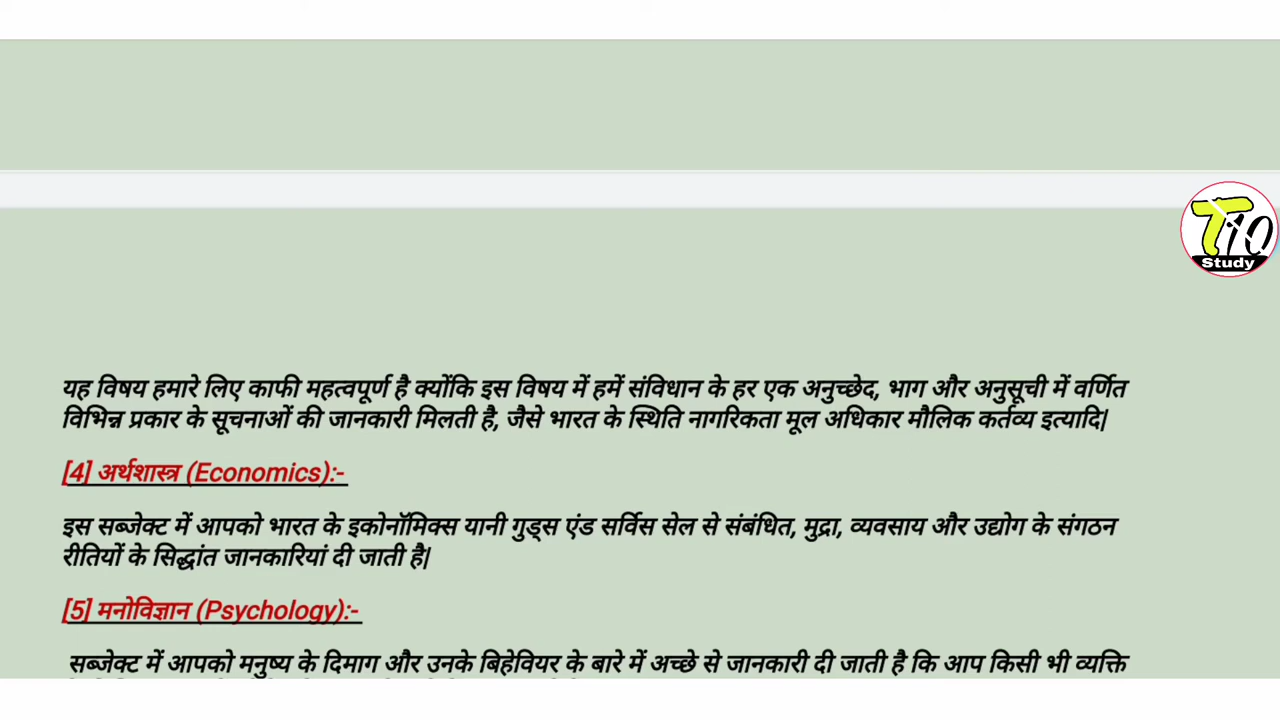 T10
Study
यह विषय हमारे लिए काफी महत्वपूर्ण है क्योंकि इस विषय में हमें संविधान के हर एक अनुच्छेद, भाग और अनुसूची में वर्णित
विभिन्न प्रकार के सूचनाओं की जानकारी मिलती है, जैसे भारत के स्थिति नागरिकता मूल अधिकार मौलिक कर्तव्य इत्यादि|
[4] अर्थशास्त्र (Economics):-
इस सब्जेक्ट में आपको भारत के इकोनॉमिक्स यानी गुड्स एंड सर्विस सेल से संबंधित, मुद्रा, व्यवसाय और उद्योग के संगठन
रीतियों के सिद्धांत जानकारियां दी जाती है|
[5] मनोविज्ञान (Psychology):-
सब्जेक्ट में आपको मनुष्य के दिमाग और उनके बिहेवियर के बारे में अच्छे से जानकारी दी जाती है कि आप किसी भी व्यक्ति